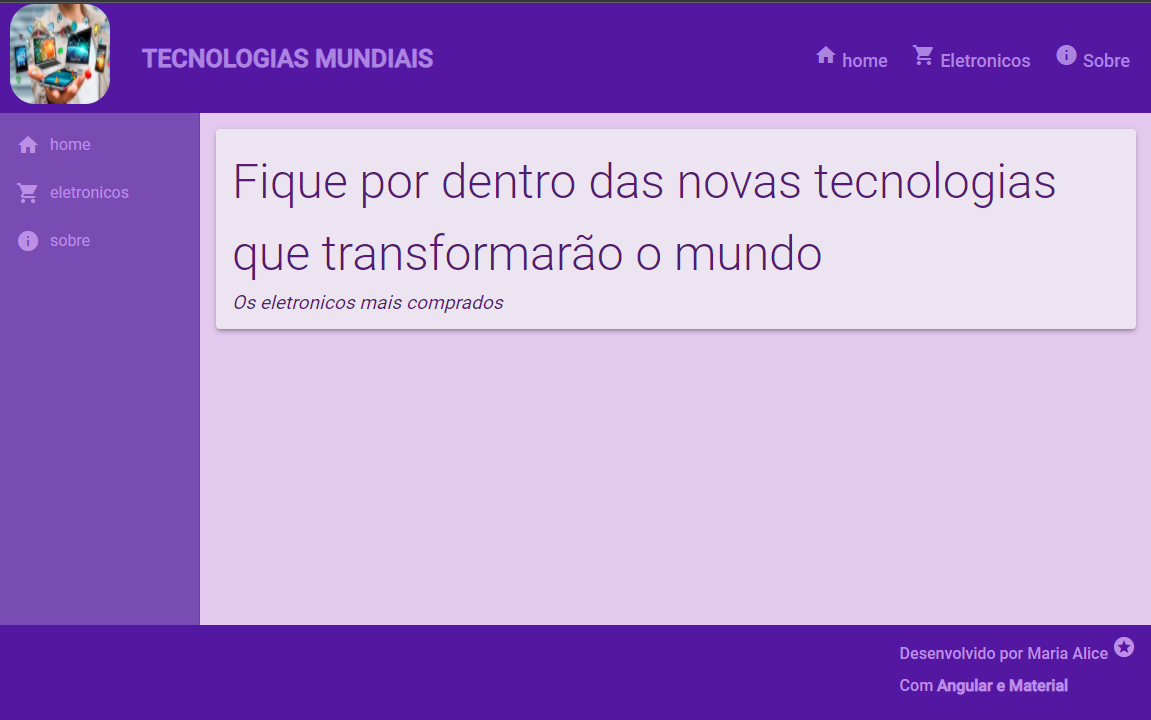 TECNOLOGIAS MUNDIAIS
home Eletronicos Sobre
home
eletronicos
sobre
Fique por dentro das novas tecnologias
que transformarão o mundo
Os eletronicos mais comprados
Desenvolvido por Maria Alice
Com Angular e Material